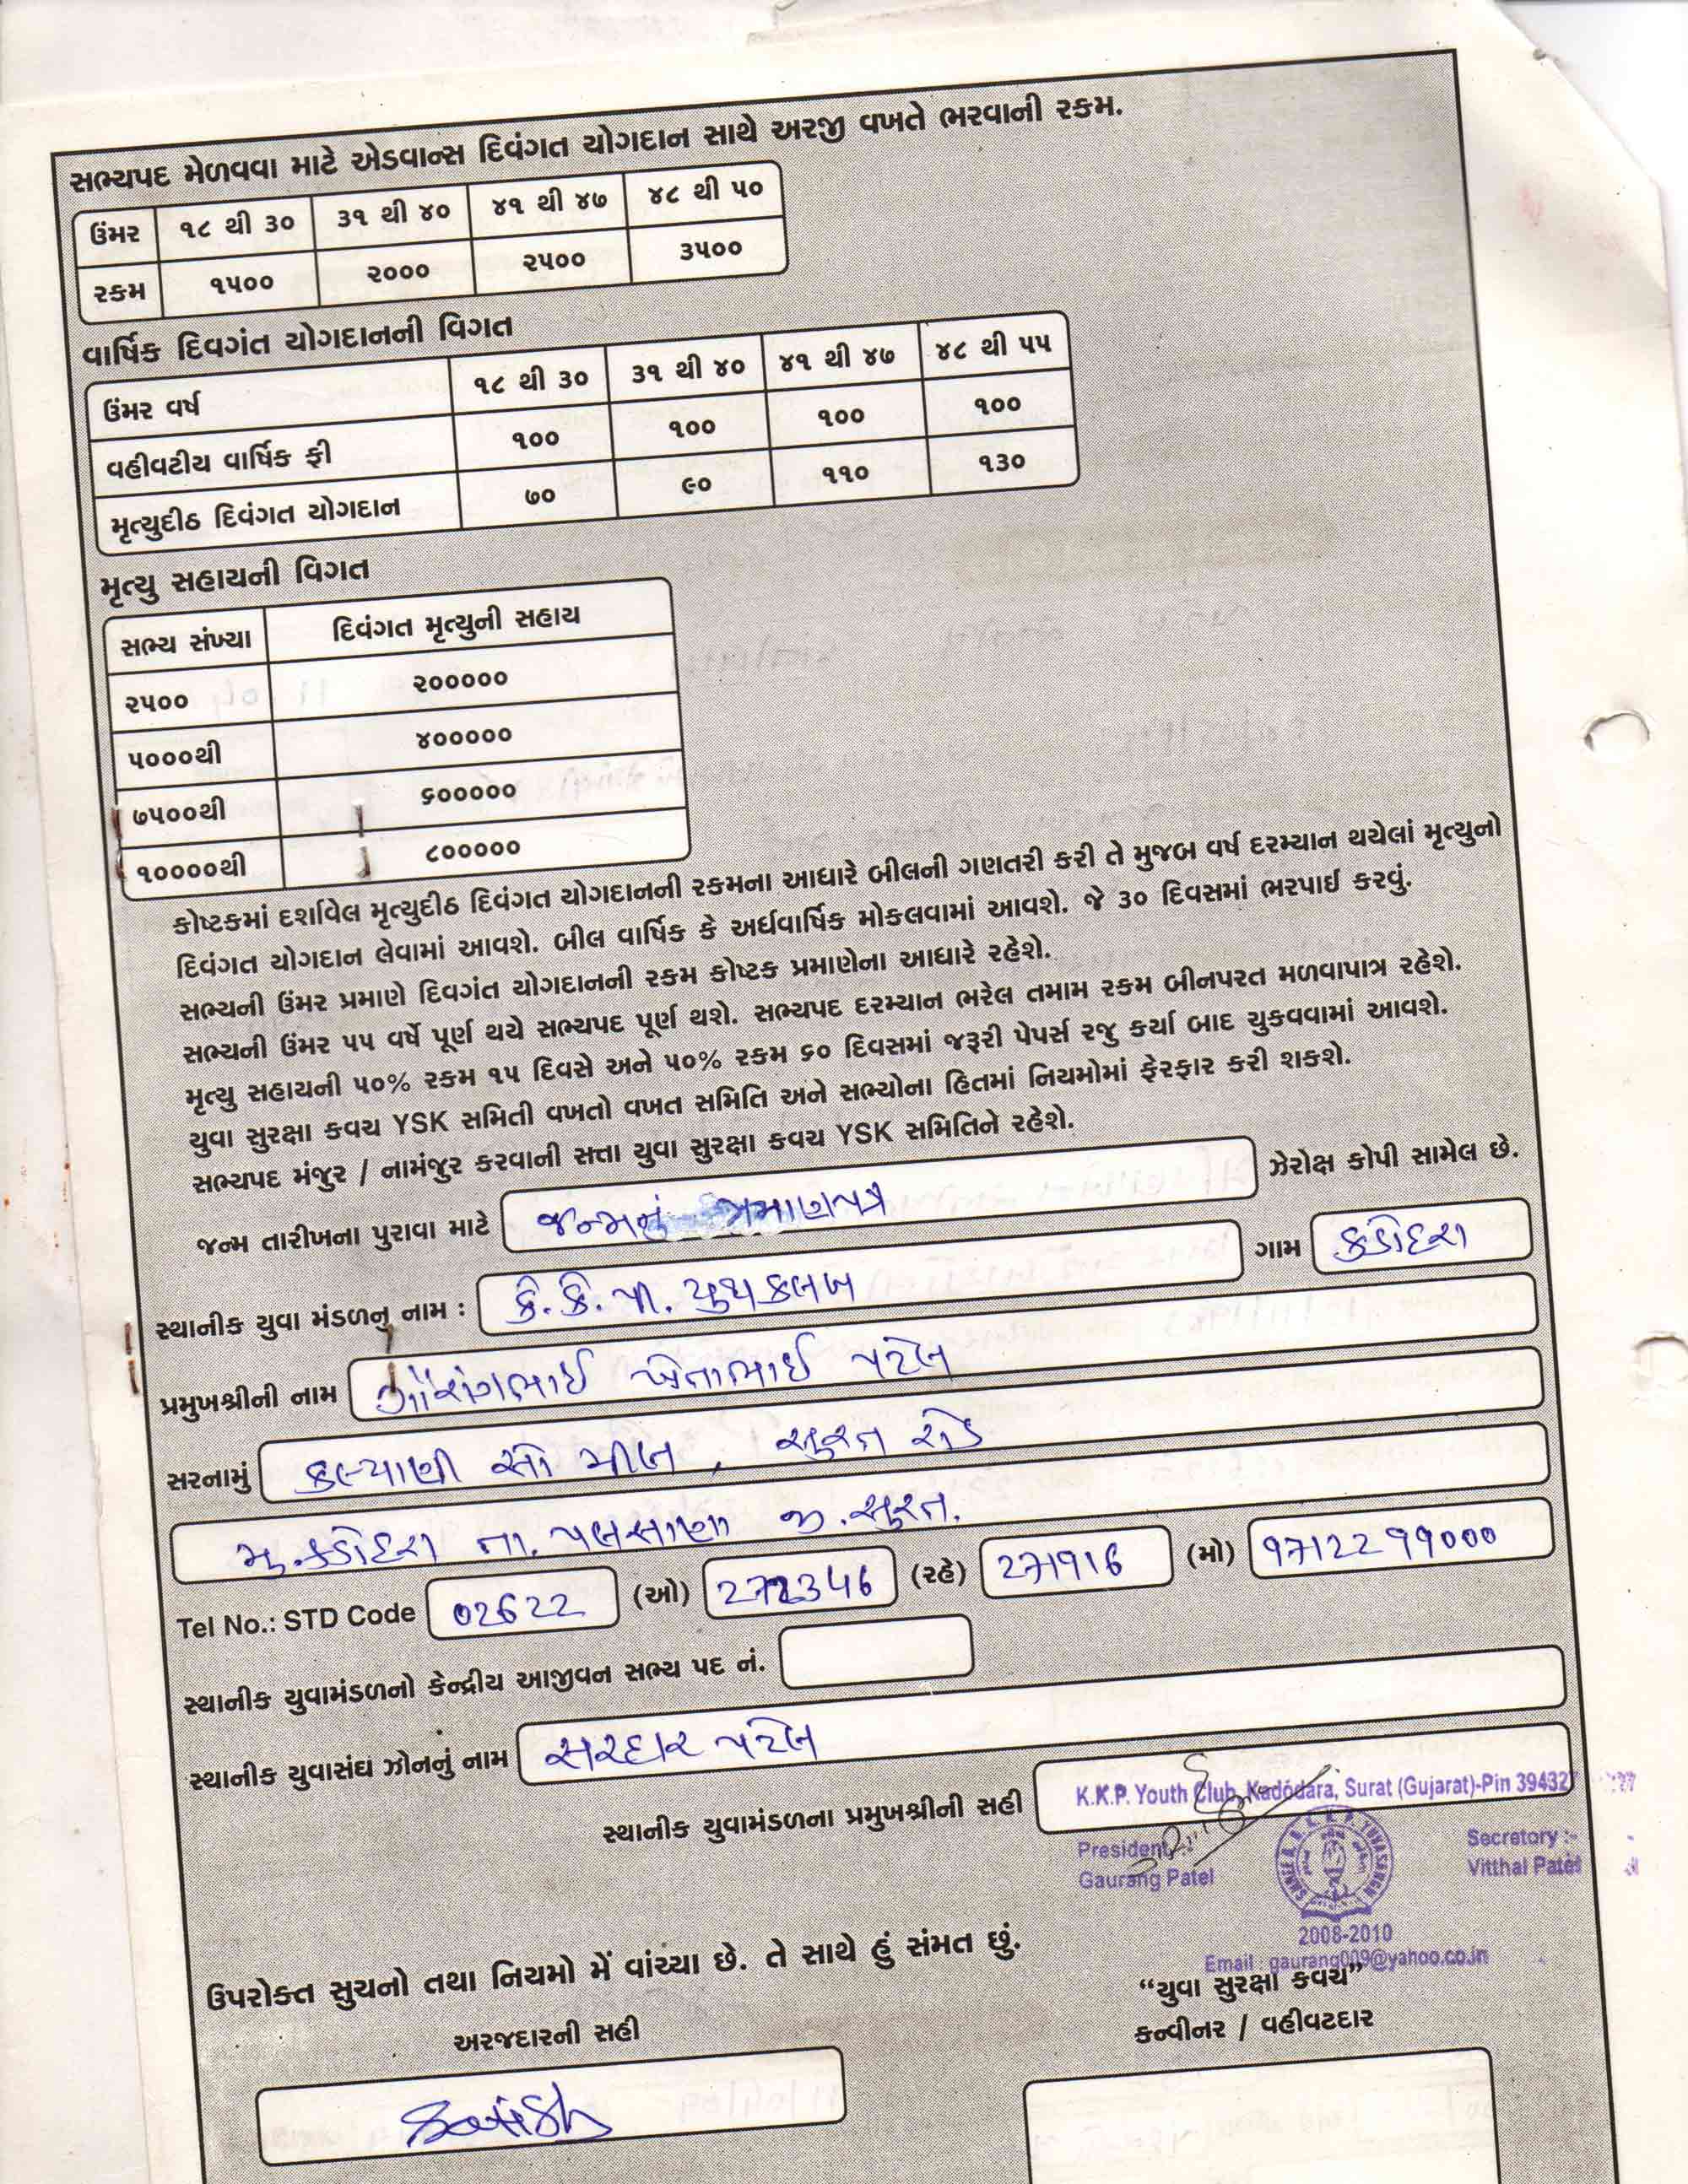 સભ્યપદ મેળવવા માટે એડવાન્સ દિવંગત યોગદાન સાથે અરજી વખતે ભરવાની રકમ.
ઉંમર ૧૮ થી ૩૦ ૩૧ થી ૪૦ ૪૧ થી ૪૭ ૪૮ થી ૫૦
રકમ ૧૫૦૦ ૨૦૦૦ ૨૫૦૦ ૩૫૦૦
વાર્ષિક દિવગંત યોગદાનની વિગત
ઉંમર વર્ષ ૧૮ થી ૩૦ ૩૧ થી ૪૦ ૪૧ થી ૪૭ ૪૮ થી ૫૫
વહીવટીય વાર્ષિક ફી ૧૦૦ ૧૦૦ ૧૦૦ ૧૦૦
મૃત્યુદીઠ દિવંગત યોગદાન ૭૦ ૯૦ ૧૧૦ ૧૩૦
મૃત્યુ સહાયની વિગત
સભ્ય સંખ્યા દિવંગત મૃત્યુની સહાય
૨૫૦૦ ૨૦૦૦૦૦
૫૦૦૦થી ૪૦૦૦૦૦
૭૫૦૦થી ૬૦૦૦૦૦
૧૦૦૦૦થી ૮૦૦૦૦૦
કોષ્ટકમાં દર્શાવેલ મૃત્યુદીઠ દિવંગત યોગદાનની રકમના આધારે બીલની ગણતરી કરી તે મુજબ વર્ષ દરમ્યાન થયેલાં મૃત્યુનો
દિવંગત યોગદાન લેવામાં આવશે. બીલ વાર્ષિક કે અર્ધવાર્ષિક મોકલવામાં આવશે. જે ૩૦ દિવસમાં ભરપાઈ કરવું.
સભ્યની ઉંમર પ્રમાણે દિવગંત યોગદાનની રકમ કોષ્ટક પ્રમાણેના આધારે રહેશે.
સભ્યની ઉંમર ૫૫ વર્ષે પૂર્ણ થયે સભ્યપદ પૂર્ણ થશે. સભ્યપદ દરમ્યાન ભરેલ તમામ રકમ બીનપરત મળવાપાત્ર રહેશે.
મૃત્યુ સહાયની ૫૦% રકમ ૧૫ દિવસે અને ૫૦% રકમ ૬૦ દિવસમાં જરૂરી પેપર્સ રજુ કર્યા બાદ ચુકવવામાં આવશે.
યુવા સુરક્ષા કવચ YSK સમિતી વખતો વખત સમિતિ અને સભ્યોના હિતમાં નિયમોમાં ફેરફાર કરી શકશે.
સભ્યપદ મંજુર / નામંજુર કરવાની સત્તા યુવા સુરક્ષા કવચ YSK સમિતિને રહેશે.
જન્મ તારીખના પુરાવા માટે જન્મનું પ્રમાણપત્ર ઝેરોક્ષ કોપી સામેલ છે.
સ્થાનીક યુવા મંડળનુ નામ : કે. કે. પી. યુથ કલબ ગામ કડોદરા
પ્રમુખશ્રીની નામ ગૌરાંગભાઈ ખેતાભાઈ પટેલ
સરનામું કલ્યાણી સો મીલ, સુરત રોડ
મુ. કડોદરા તા. પલસાણા જી. સુરત.
Tel No.: STD Code 02622 (ઓ) 272346 (રહે) 271916 (મો) 9712299000
સ્થાનીક યુવામંડળનો કેન્દ્રીય આજીવન સભ્ય પદ નં.
સ્થાનીક યુવાસંઘ ઝોનનું નામ સરદાર પટેલ
સ્થાનીક યુવામંડળના પ્રમુખશ્રીની સહી K.K.P. Youth Club, Kadodara, Surat (Gujarat)-Pin 394327
President :- Secretory :-
Gaurang Patel Vitthal Patel
2008-2010
Email : gaurang009@yahoo.co.in
ઉપરોક્ત સુચનો તથા નિયમો મેં વાંચ્યા છે. તે સાથે હું સંમત છું.
“યુવા સુરક્ષા કવચ”
અરજદારની સહી કન્વીનર / વહીવટદાર
Satish